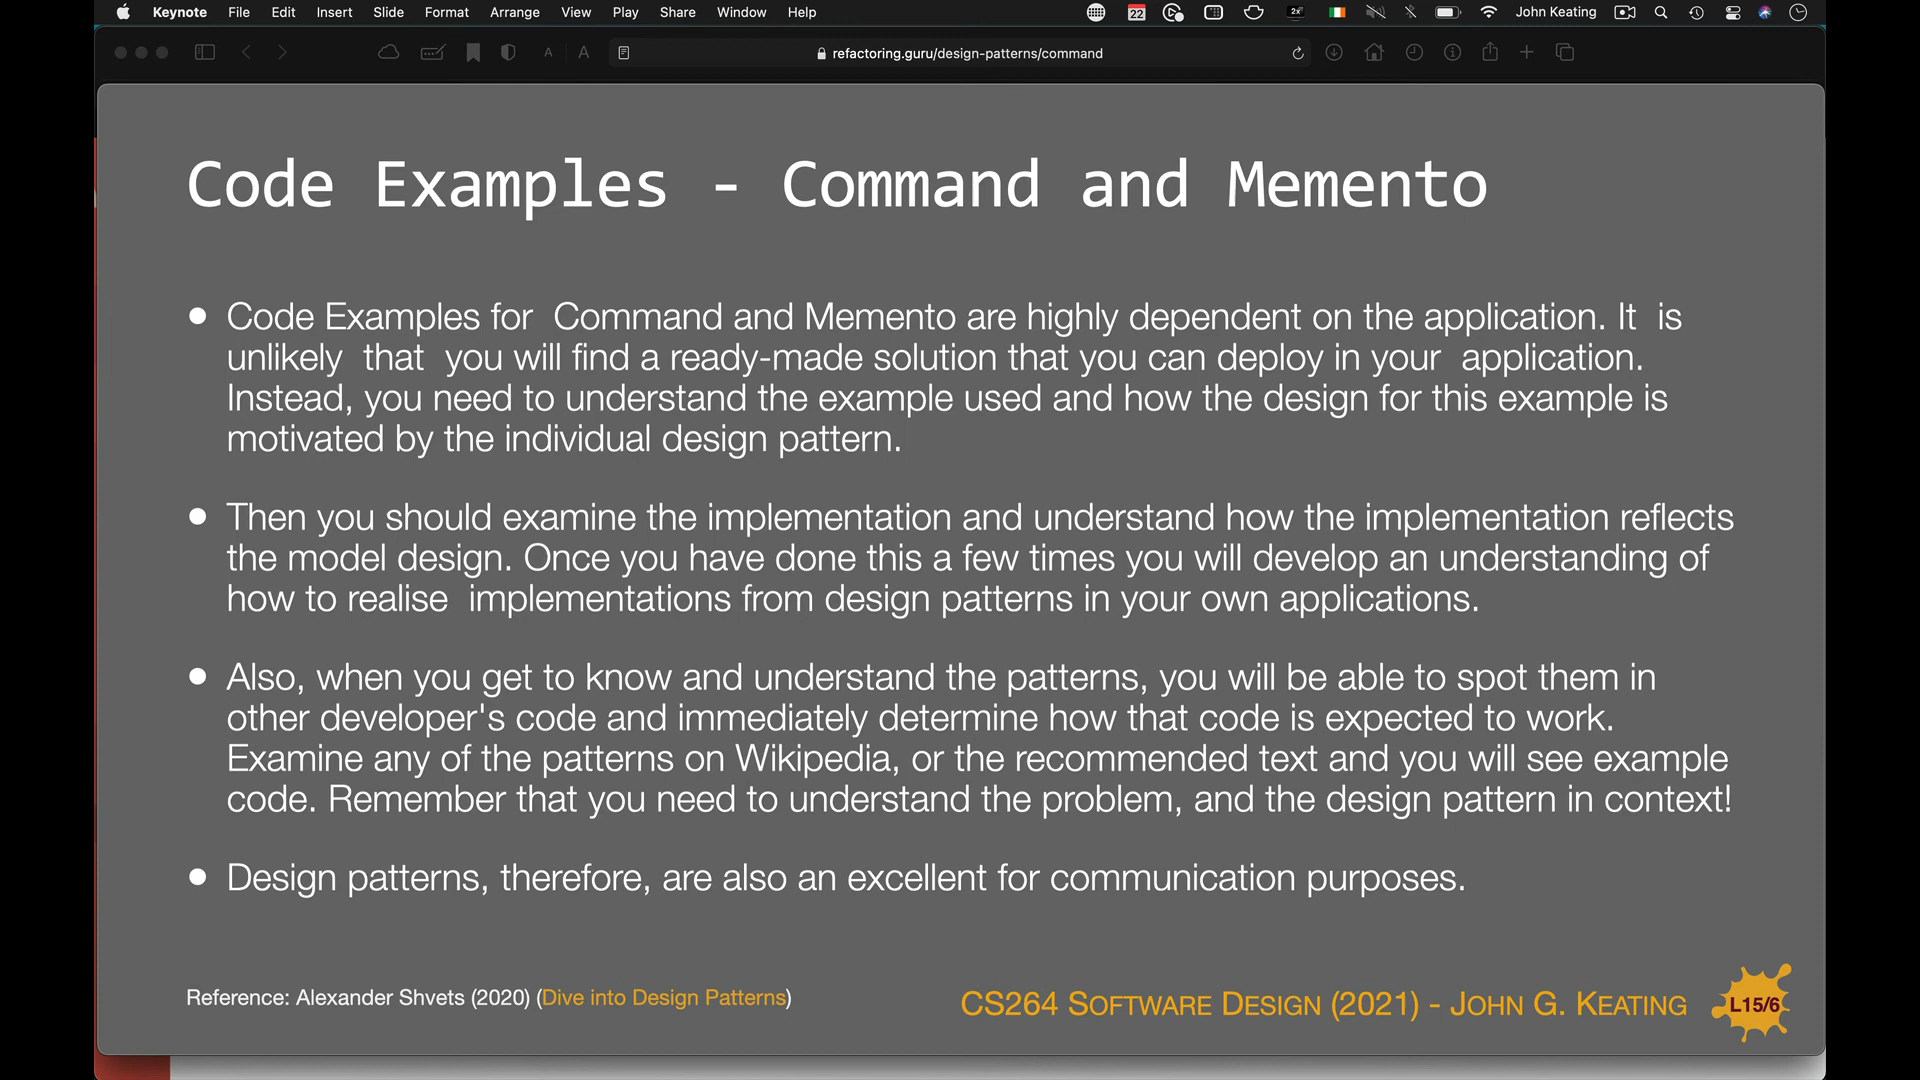 Keynote File Edit Insert Slide Format Arrange View Play Share Window Help 22 2x John Keating
A A refactoring.guru/design-patterns/command
Code Examples - Command and Memento
• Code Examples for Command and Memento are highly dependent on the application. It is
unlikely that you will find a ready-made solution that you can deploy in your application.
Instead, you need to understand the example used and how the design for this example is
motivated by the individual design pattern.
• Then you should examine the implementation and understand how the implementation reflects
the model design. Once you have done this a few times you will develop an understanding of
how to realise implementations from design patterns in your own applications.
• Also, when you get to know and understand the patterns, you will be able to spot them in
other developer's code and immediately determine how that code is expected to work.
Examine any of the patterns on Wikipedia, or the recommended text and you will see example
code. Remember that you need to understand the problem, and the design pattern in context!
• Design patterns, therefore, are also an excellent for communication purposes.
Reference: Alexander Shvets (2020) (Dive into Design Patterns)
CS264 Software Design (2021) - John G. Keating L15/6